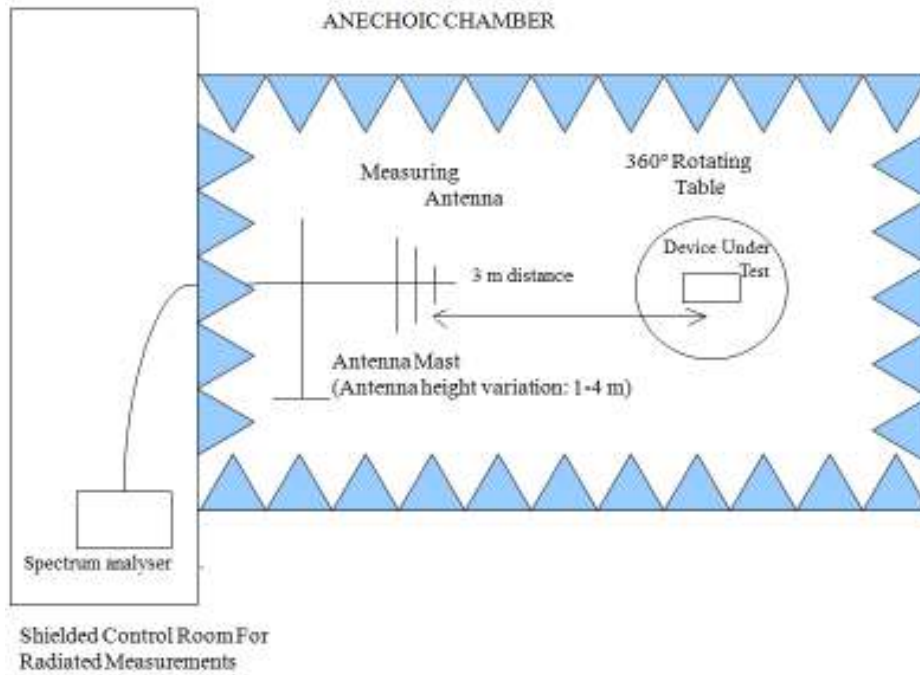 ANECHOIC CHAMBER
Measuring
Antenna
360° Rotating
Table
Device Under
Test
3 m distance
Antenna Mast
(Antenna height variation: 1-4 m)
Spectrum analyser
Shielded Control Room For
Radiated Measurements